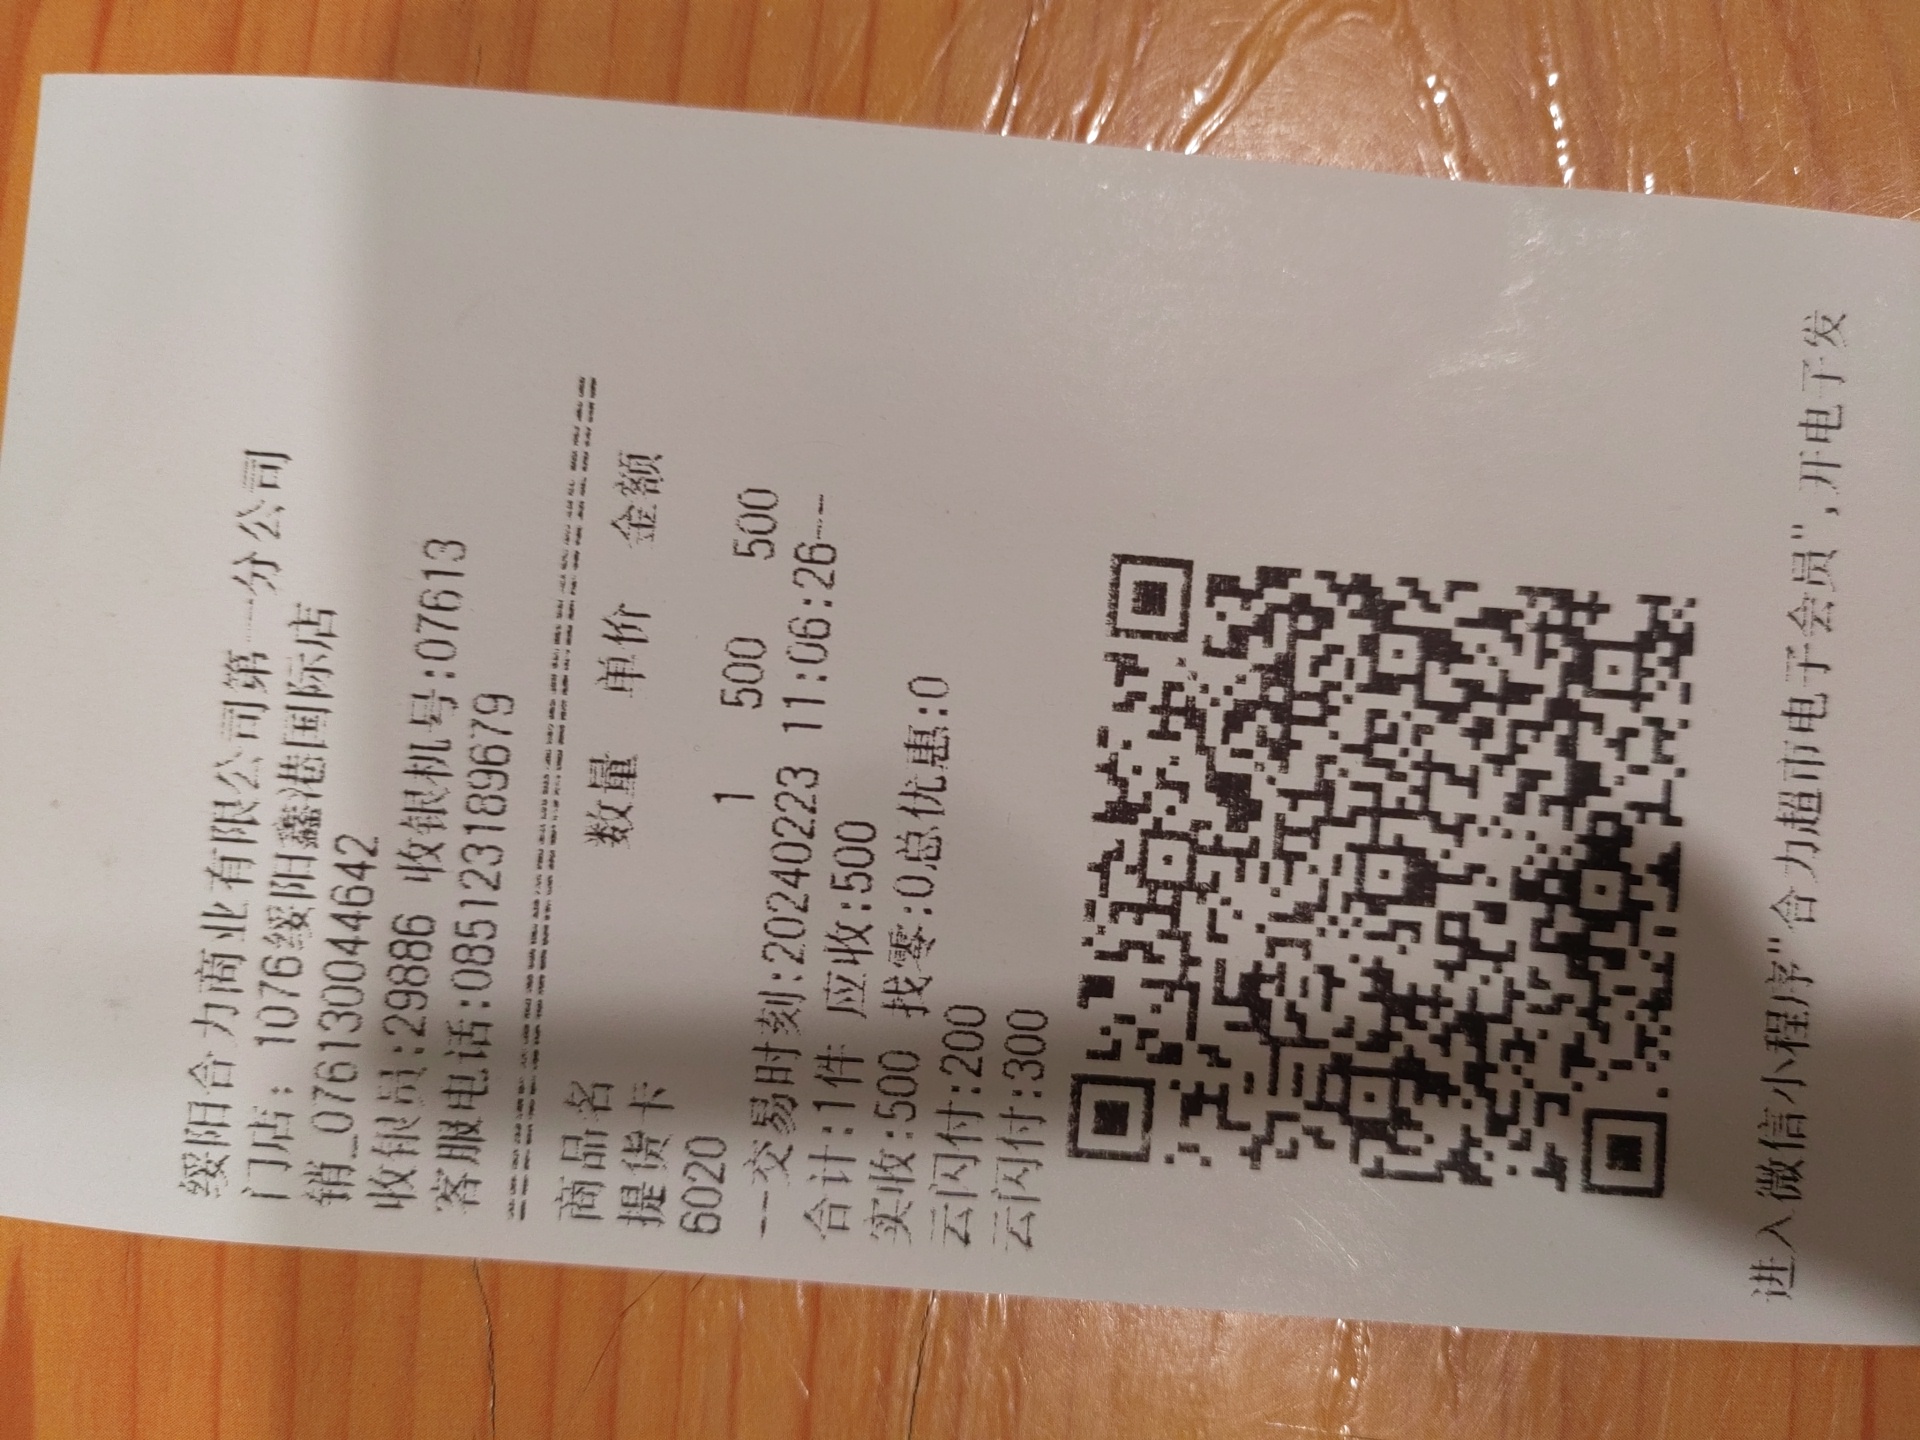 绥阳合力商业有限公司第一分公司
门店: 1076绥阳鑫港国际店
销_076130044642
收银员:29886 收银机号:07613
客服电话:085123189679
商品名 数量 单价 金额
提货卡
6020 1 500 500
--交易时刻:20240223 11:06:26--
合计:1件 应收:500
实收:500 找零:0总优惠:0
云闪付:200
云闪付:300
进入微信小程序"合力超市电子会员",开电子发